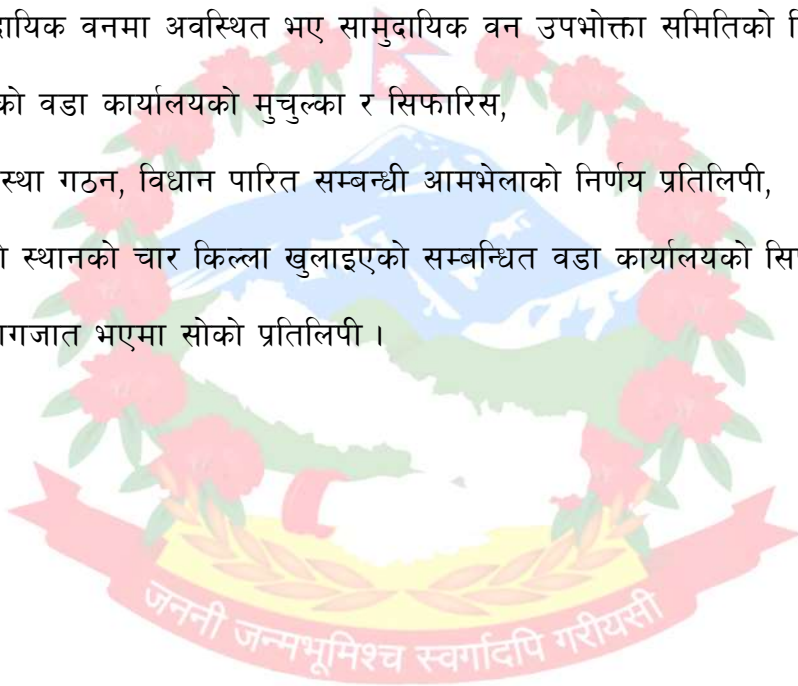 वनमा अवस्थित भए सामुदायिक वन उपभोक्ता समितिको
वडा कार्यालयको मुचुल्का र सिफारिस,
गठन, विधान पारित सम्बन्धी आमभेलाको निर्णय प्रतिलिपी,
स्थानको चार किल्ला खुलाइएको सम्बन्धित वडा कार्यालयको
भएमा सोको प्रतिलिपी ।
जननी जन्मभूमिश्च स्वर्गादपि गरीयसी